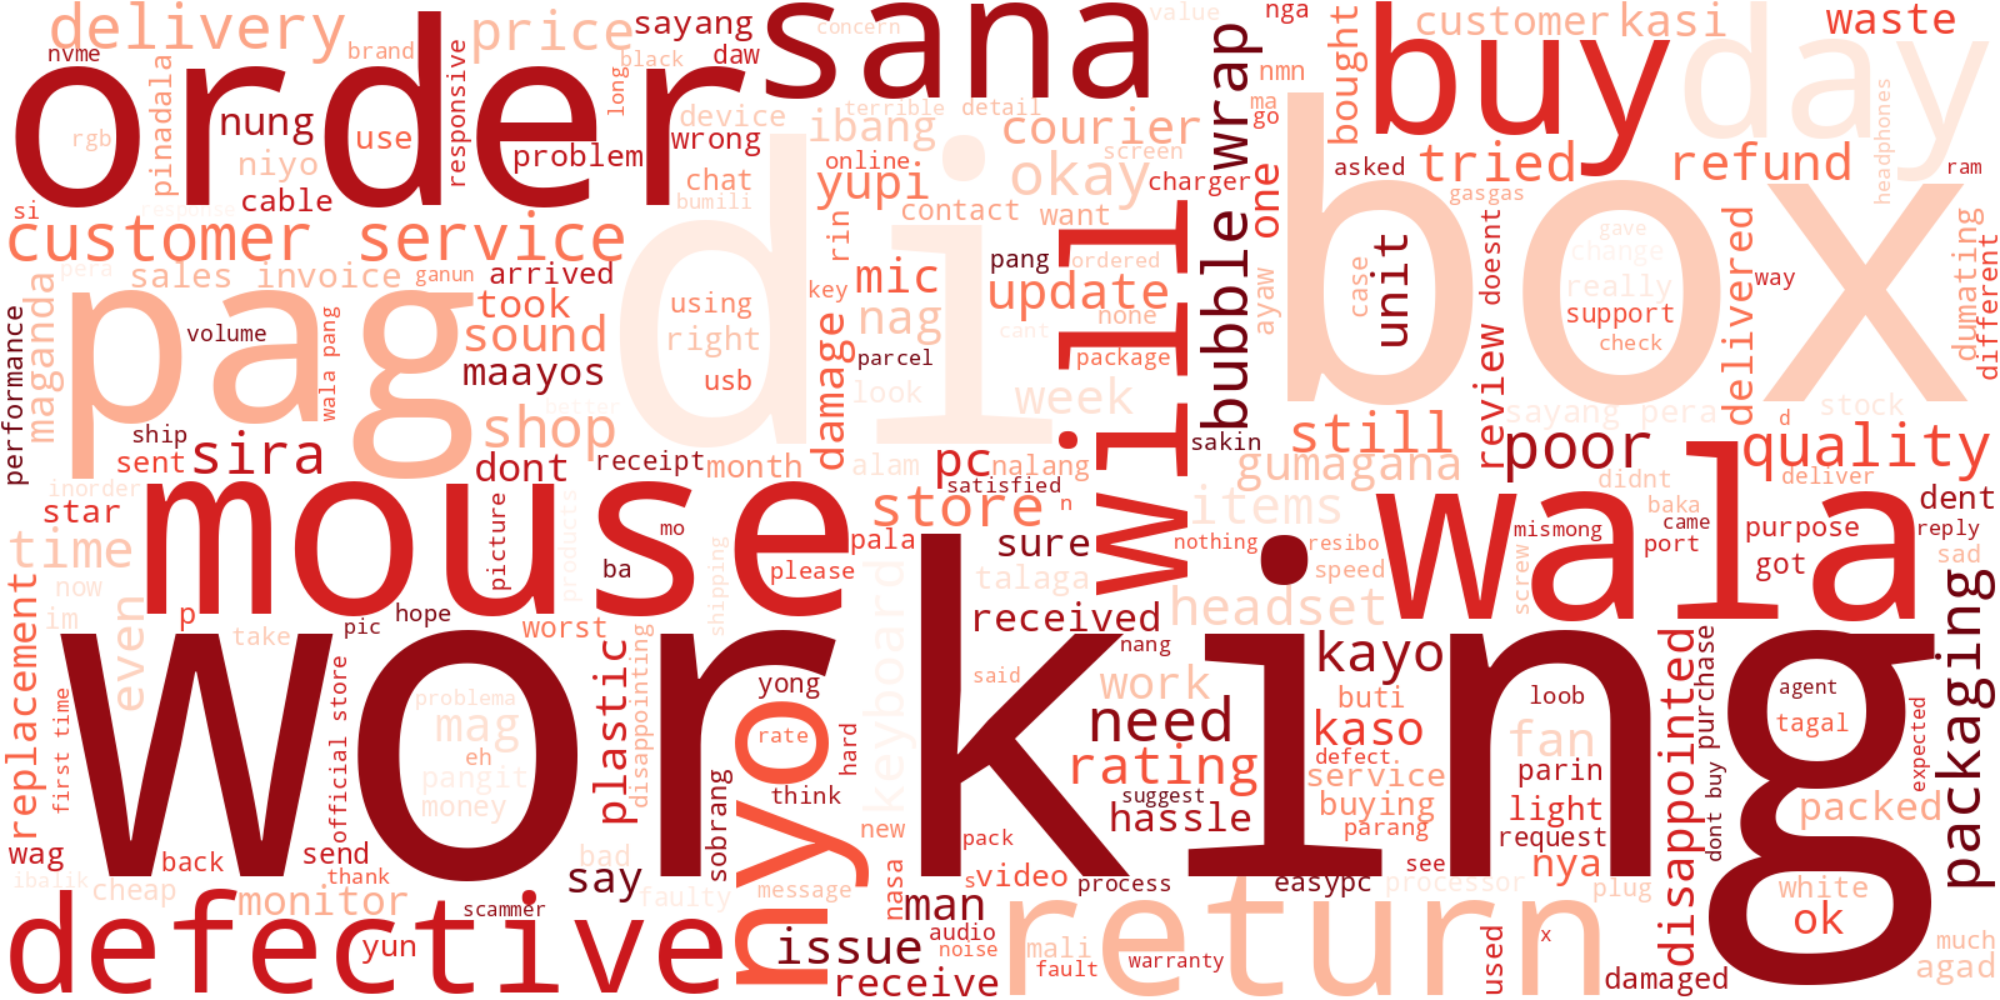 delivery
price
sayang
sana
concern
value
nga
customer
kasi
waste
nvme
brand
black
daw
order
buy
day
bought
nmn
pinadala
rgb
nung
use
responsive
long
problem
wrong
device
terrible
detail
ibang
courier
wrap
ma
go
headphones
niyo
cable
chat
bumili
online
yupi
okay
screen
charger
asked
tried
refund
ram
one
gasgas
si
response
customer service
contact
want
rin
di
will
bubble
box
unit
case
gave
change
really
support
check
review
doesnt
delivered
way
dumating
different
pera
sales invoice
ganun
arrived
pang
ordered
mic
update
key
none
nag
cant
ayaw
maganda
pag
took
sound
using
right
usb
volume
wala pang
maayos
damage
parcel
package
look
week
performance
better
shop
sayang pera
stock
d
ship
sira
sent
dont
receipt
month
alam
pc
nalang
satisfied
sakin
still
gumagana
poor
quality
inorder
star
mouse
picture
products
mo
ba
pala
please
store
n
items
sure
nothing
resibo
speed
wala
didnt
baka
deliver
dent
mismong
came
port
purpose
reply
got
sad
time
now
im
p
hope
pic
take
worst
shipping
keyboard
talaga
received
headset
screw
packaging
replacement
even
working
nang
kayo
said
work
need
buti
kaso
loob
agent
tagal
disappointed
purchase
expected
first time
official store
problema
mag
eh
pangit
money
plastic
disappointing
yong
rate
hard
nyo
think
sobrang
rating
defect.
service
suggest
hassle
buying
parang
fan
parin
light
request
dont buy
packed
wag
back
send
thank
new
pack
see
nya
ibalik
cheap
monitor
bad
say
faulty
message
nasa
s
video
process
easypc
processor
plug
white
ok
defective
scammer
yun
issue
man
audio
noise
receive
return
mali
fault
warranty
used
x
damaged
much
agad